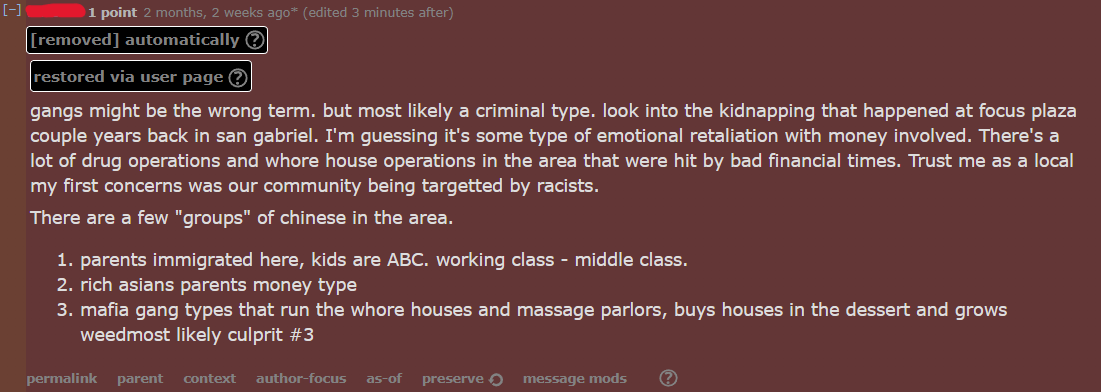 [-] 1 point 2 months, 2 weeks ago* (edited 3 minutes after)
[removed] automatically ?
restored via user page ?
gangs might be the wrong term. but most likely a criminal type. look into the kidnapping that happened at focus plaza
couple years back in san gabriel. I'm guessing it's some type of emotional retaliation with money involved. There's a
lot of drug operations and whore house operations in the area that were hit by bad financial times. Trust me as a local
my first concerns was our community being targetted by racists.
There are a few "groups" of chinese in the area.
1. parents immigrated here, kids are ABC. working class - middle class.
2. rich asians parents money type
3. mafia gang types that run the whore houses and massage parlors, buys houses in the dessert and grows
weedmost likely culprit #3
permalink parent context author-focus as-of preserve message mods ?